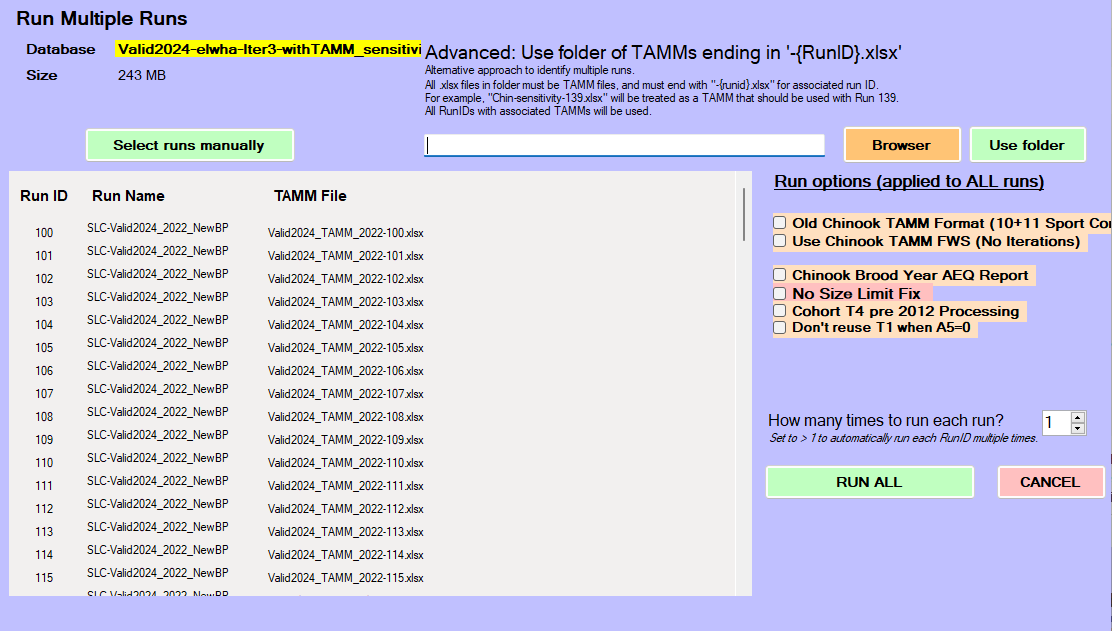 Run Multiple Runs
Database Valid2024-elwha-Iter3-withTAMM_sensitivi
Size 243 MB
Advanced: Use folder of TAMMs ending in '-{RunID}.xlsx'
Alternative approach to identify multiple runs.
All .xlsx files in folder must be TAMM files, and must end with "-{runid}.xlsx" for associated run ID.
For example, "Chin-sensitivity-139.xlsx" will be treated as a TAMM that should be used with Run 139.
All RunIDs with associated TAMMs will be used.
Select runs manually
Browser
Use folder
Run ID Run Name TAMM File
100 SLC-Valid2024_2022_NewBP Valid2024_TAMM_2022-100.xlsx
101 SLC-Valid2024_2022_NewBP Valid2024_TAMM_2022-101.xlsx
102 SLC-Valid2024_2022_NewBP Valid2024_TAMM_2022-102.xlsx
103 SLC-Valid2024_2022_NewBP Valid2024_TAMM_2022-103.xlsx
104 SLC-Valid2024_2022_NewBP Valid2024_TAMM_2022-104.xlsx
105 SLC-Valid2024_2022_NewBP Valid2024_TAMM_2022-105.xlsx
106 SLC-Valid2024_2022_NewBP Valid2024_TAMM_2022-106.xlsx
107 SLC-Valid2024_2022_NewBP Valid2024_TAMM_2022-107.xlsx
108 SLC-Valid2024_2022_NewBP Valid2024_TAMM_2022-108.xlsx
109 SLC-Valid2024_2022_NewBP Valid2024_TAMM_2022-109.xlsx
110 SLC-Valid2024_2022_NewBP Valid2024_TAMM_2022-110.xlsx
111 SLC-Valid2024_2022_NewBP Valid2024_TAMM_2022-111.xlsx
112 SLC-Valid2024_2022_NewBP Valid2024_TAMM_2022-112.xlsx
113 SLC-Valid2024_2022_NewBP Valid2024_TAMM_2022-113.xlsx
114 SLC-Valid2024_2022_NewBP Valid2024_TAMM_2022-114.xlsx
115 SLC-Valid2024_2022_NewBP Valid2024_TAMM_2022-115.xlsx
SLC-Valid2024_2022_NewBP
Run options (applied to ALL runs)
Old Chinook TAMM Format (10+11 Sport Co
Use Chinook TAMM FWS (No Iterations)
Chinook Brood Year AEQ Report
No Size Limit Fix
Cohort T4 pre 2012 Processing
Don't reuse T1 when A5=0
How many times to run each run? 1
Set to > 1 to automatically run each RunID multiple times.
RUN ALL
CANCEL